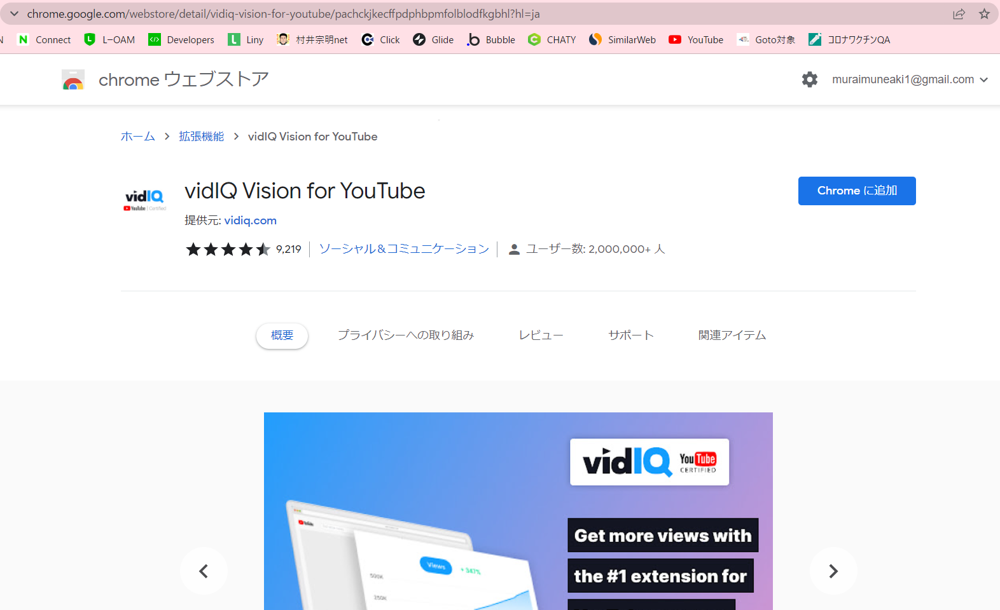 chrome.google.com/webstore/detail/vidiq-vision-for-youtube/pachckjkecffpdphbpmfolblodfkgbhl?hl=ja
Connect L-OAM Developers Liny 村井宗明net Click Glide Bubble CHATY SimilarWeb YouTube Goto対象 コロナワクチンQA
chrome ウェブストア
muraimuneaki1@gmail.com
ホーム > 拡張機能 > vidIQ Vision for YouTube
vidIQ
YouTube | Certified
vidIQ Vision for YouTube
Chrome に追加
提供元: vidiq.com
9,219 ソーシャル＆コミュニケーション ユーザー数: 2,000,000+ 人
概要 プライバシーへの取り組み レビュー サポート 関連アイテム
vidIQ YouTube CERTIFIED
YouTube
Get more views with
the #1 extension for
Views + 547%
500K
250K